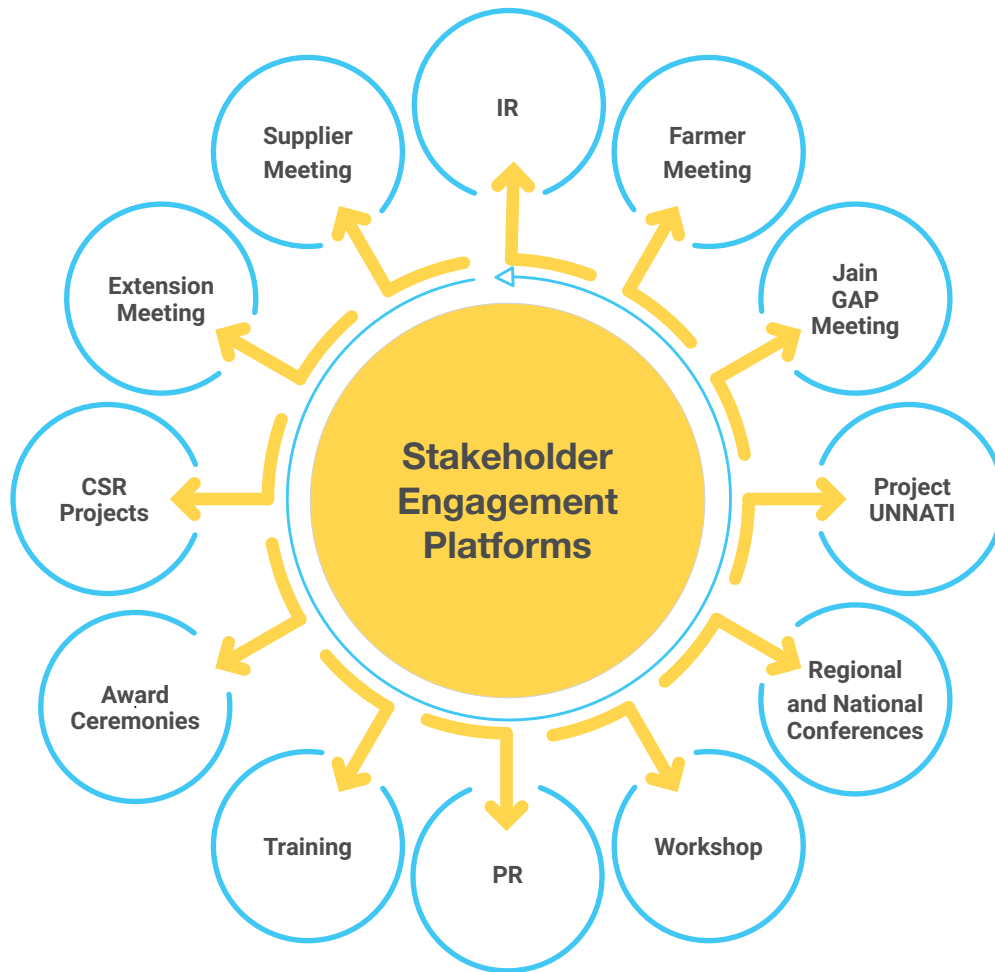 Stakeholder
Engagement
Platforms
IR
Farmer
Meeting
Jain
GAP
Meeting
Project
UNNATI
Regional
and National
Conferences
Workshop
PR
Training
Award
Ceremonies
CSR
Projects
Extension
Meeting
Supplier
Meeting